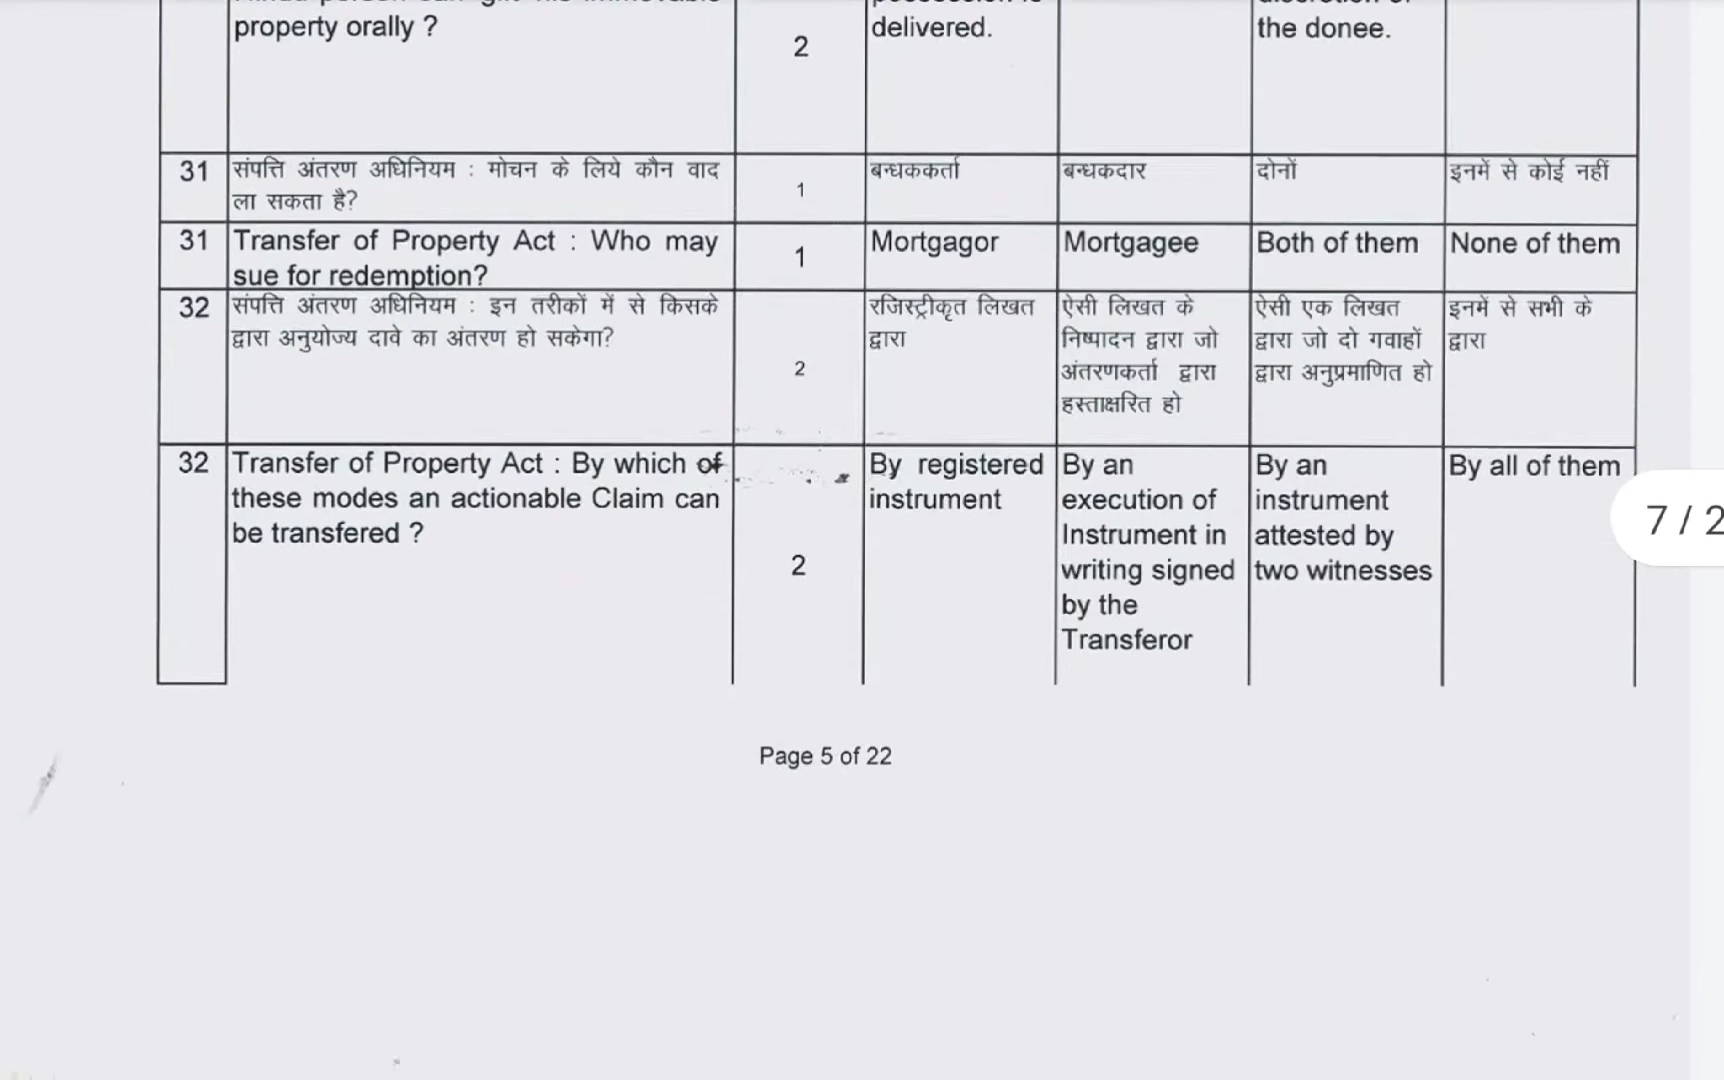 property orally ?
2
delivered.
the donee.
31
संपत्ति अंतरण अधिनियम : मोचन के लिये कौन वाद
ला सकता है?
1
बन्धककर्ता
बन्धकदार
दोनों
इनमें से कोई नहीं
31
Transfer of Property Act : Who may
sue for redemption?
1
Mortgagor
Mortgagee
Both of them
None of them
32
संपत्ति अंतरण अधिनियम : इन तरीकों में से किसके
द्वारा अनुयोज्य दावे का अंतरण हो सकेगा?
2
रजिस्ट्रीकृत लिखत
द्वारा
ऐसी लिखत के
निष्पादन द्वारा जो
अंतरणकर्ता द्वारा
हस्ताक्षरित हो
ऐसी एक लिखत
द्वारा जो दो गवाहों
द्वारा अनुप्रमाणित हो
इनमें से सभी के
द्वारा
32
Transfer of Property Act : By which of
these modes an actionable Claim can
be transfered ?
2
By registered
instrument
By an
execution of
Instrument in
writing signed
by the
Transferor
By an
instrument
attested by
two witnesses
By all of them
7 / 2
Page 5 of 22